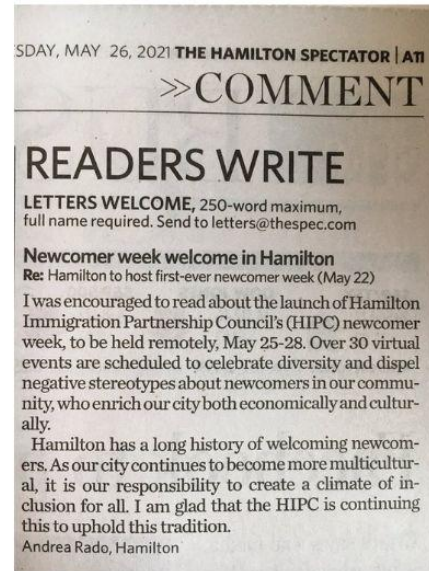 SDAY, MAY 26, 2021 THE HAMILTON SPECTATOR | A11
>>COMMENT
READERS WRITE
LETTERS WELCOME, 250-word maximum,
full name required. Send to letters@thespec.com
Newcomer week welcome in Hamilton
Re: Hamilton to host first-ever newcomer week (May 22)
I was encouraged to read about the launch of Hamilton
Immigration Partnership Council's (HIPC) newcomer
week, to be held remotely, May 25-28. Over 30 virtual
events are scheduled to celebrate diversity and dispel
negative stereotypes about newcomers in our commu-
nity, who enrich our city both economically and cultur-
ally.
Hamilton has a long history of welcoming newcom-
ers. As our city continues to become more multicultur-
al, it is our responsibility to create a climate of in-
clusion for all. I am glad that the HIPC is continuing
this to uphold this tradition.
Andrea Rado, Hamilton